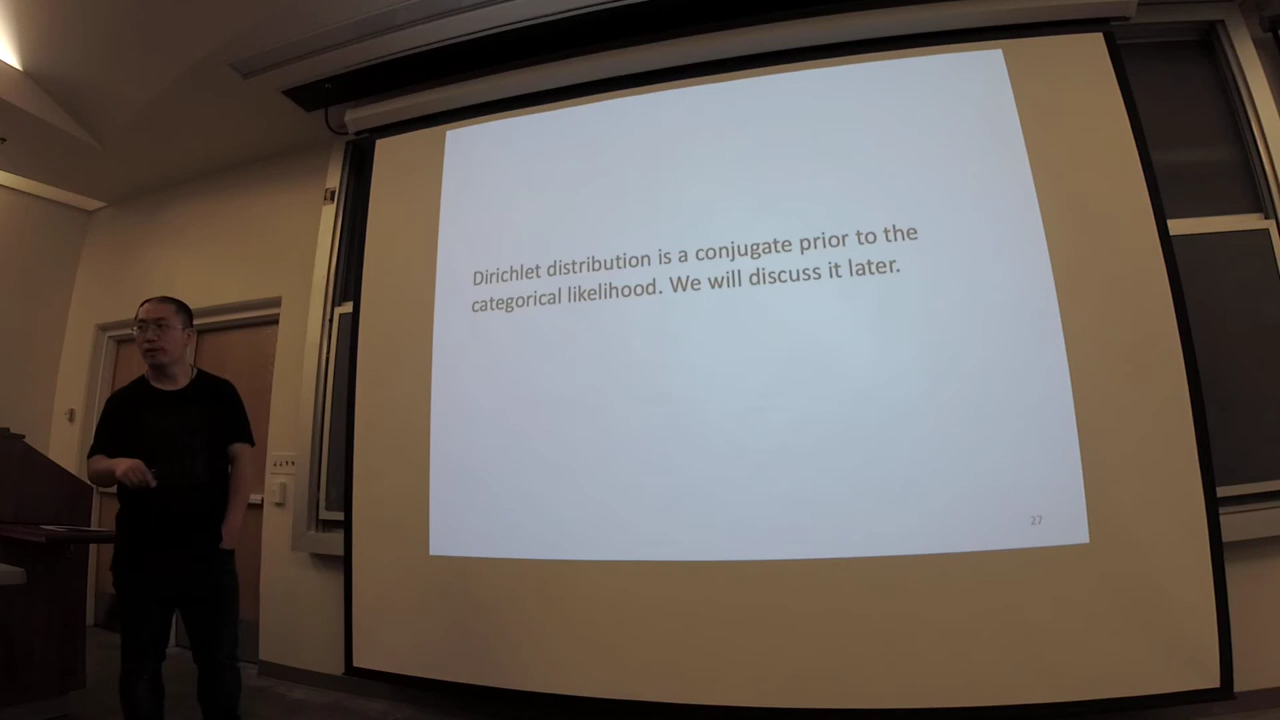 Dirichlet distribution is a conjugate prior to the
categorical likelihood. We will discuss it later.
27